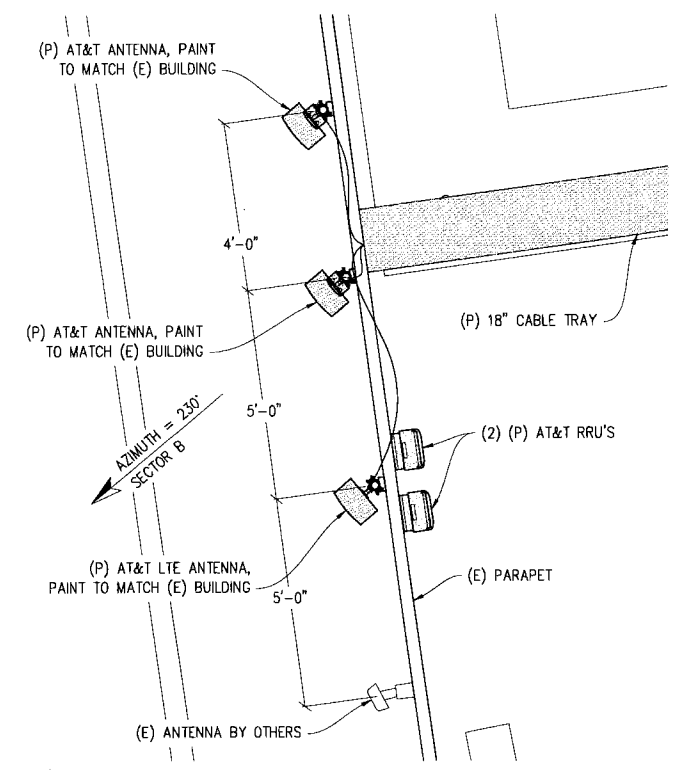 (P) AT&T ANTENNA, PAINT
TO MATCH (E) BUILDING
4'-0"
(P) 18" CABLE TRAY
(P) AT&T ANTENNA, PAINT
TO MATCH (E) BUILDING
5'-0"
AZIMUTH = 230°
SECTOR B
(2) (P) AT&T RRU'S
(P) AT&T LTE ANTENNA,
PAINT TO MATCH (E) BUILDING
5'-0"
(E) PARAPET
(E) ANTENNA BY OTHERS